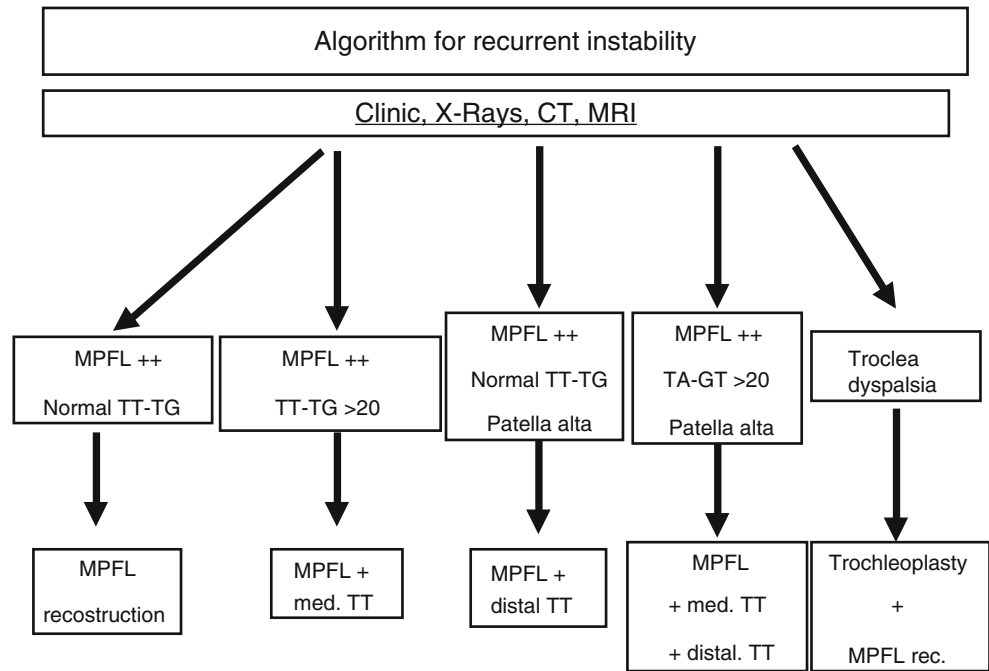 Algorithm for recurrent instability
Clinic, X-Rays, CT, MRI
MPFL ++
Normal TT-TG
MPFL ++
TT-TG >20
MPFL ++
Normal TT-TG
Patella alta
MPFL ++
TA-GT >20
Patella alta
Troclea
dyspalsia
MPFL
recostruction
MPFL +
med. TT
MPFL +
distal TT
MPFL
+ med. TT
+ distal. TT
Trochleoplasty
+
MPFL rec.